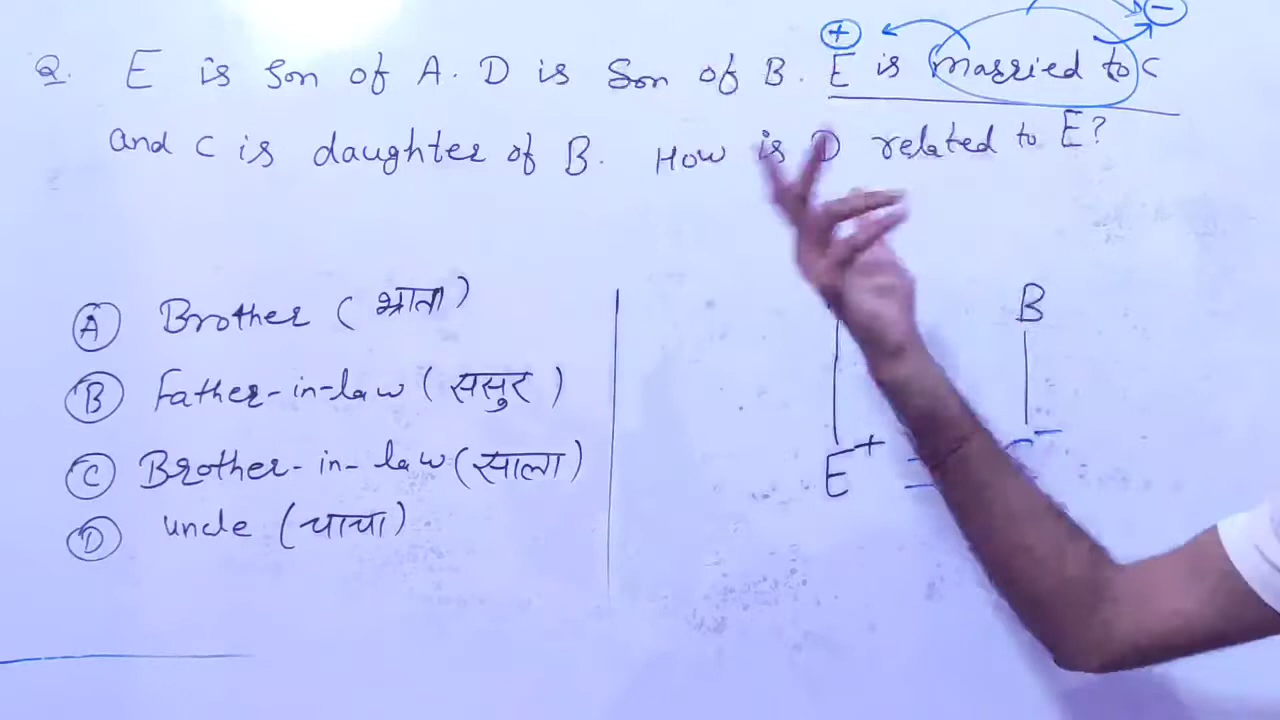 Q. E is Son of A. D is Son of B. E is married to C
and C is daughter of B. How is D related to E?
A Brother (भ्राता)
B Father-in-law (ससुर)
C Brother-in-law (साला)
D uncle (चाचा)
+
−
B
E +
−